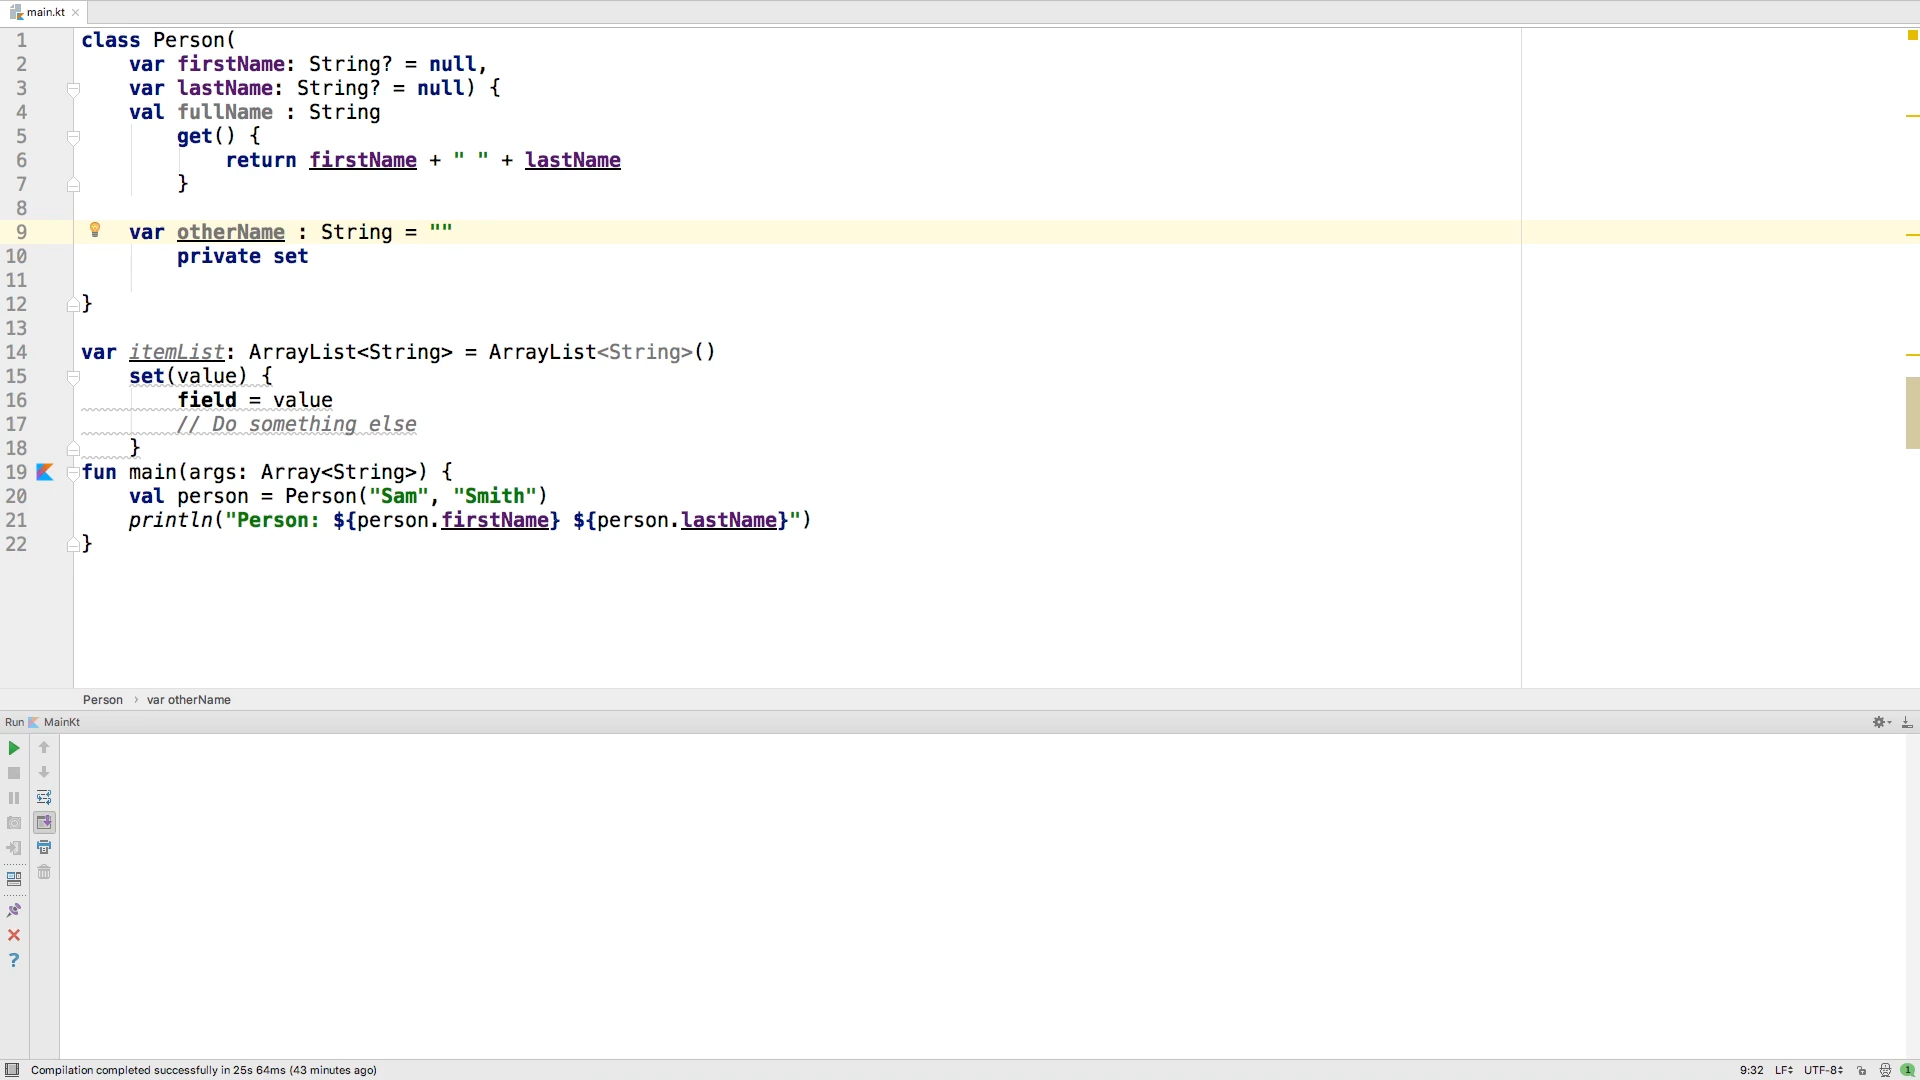 main.kt
1 class Person(
2 var firstName: String? = null,
3 var lastName: String? = null) {
4 val fullName : String
5 get() {
6 return firstName + " " + lastName
7 }
8
9 var otherName : String = ""
10 private set
11
12 }
13
14 var itemList: ArrayList<String> = ArrayList<String>()
15 set(value) {
16 field = value
17 // Do something else
18 }
19 fun main(args: Array<String>) {
20 val person = Person("Sam", "Smith")
21 println("Person: ${person.firstName} ${person.lastName}")
22 }
Person › var otherName
Run MainKt
?
Compilation completed successfully in 25s 64ms (43 minutes ago) 9:32 LF UTF-8 1